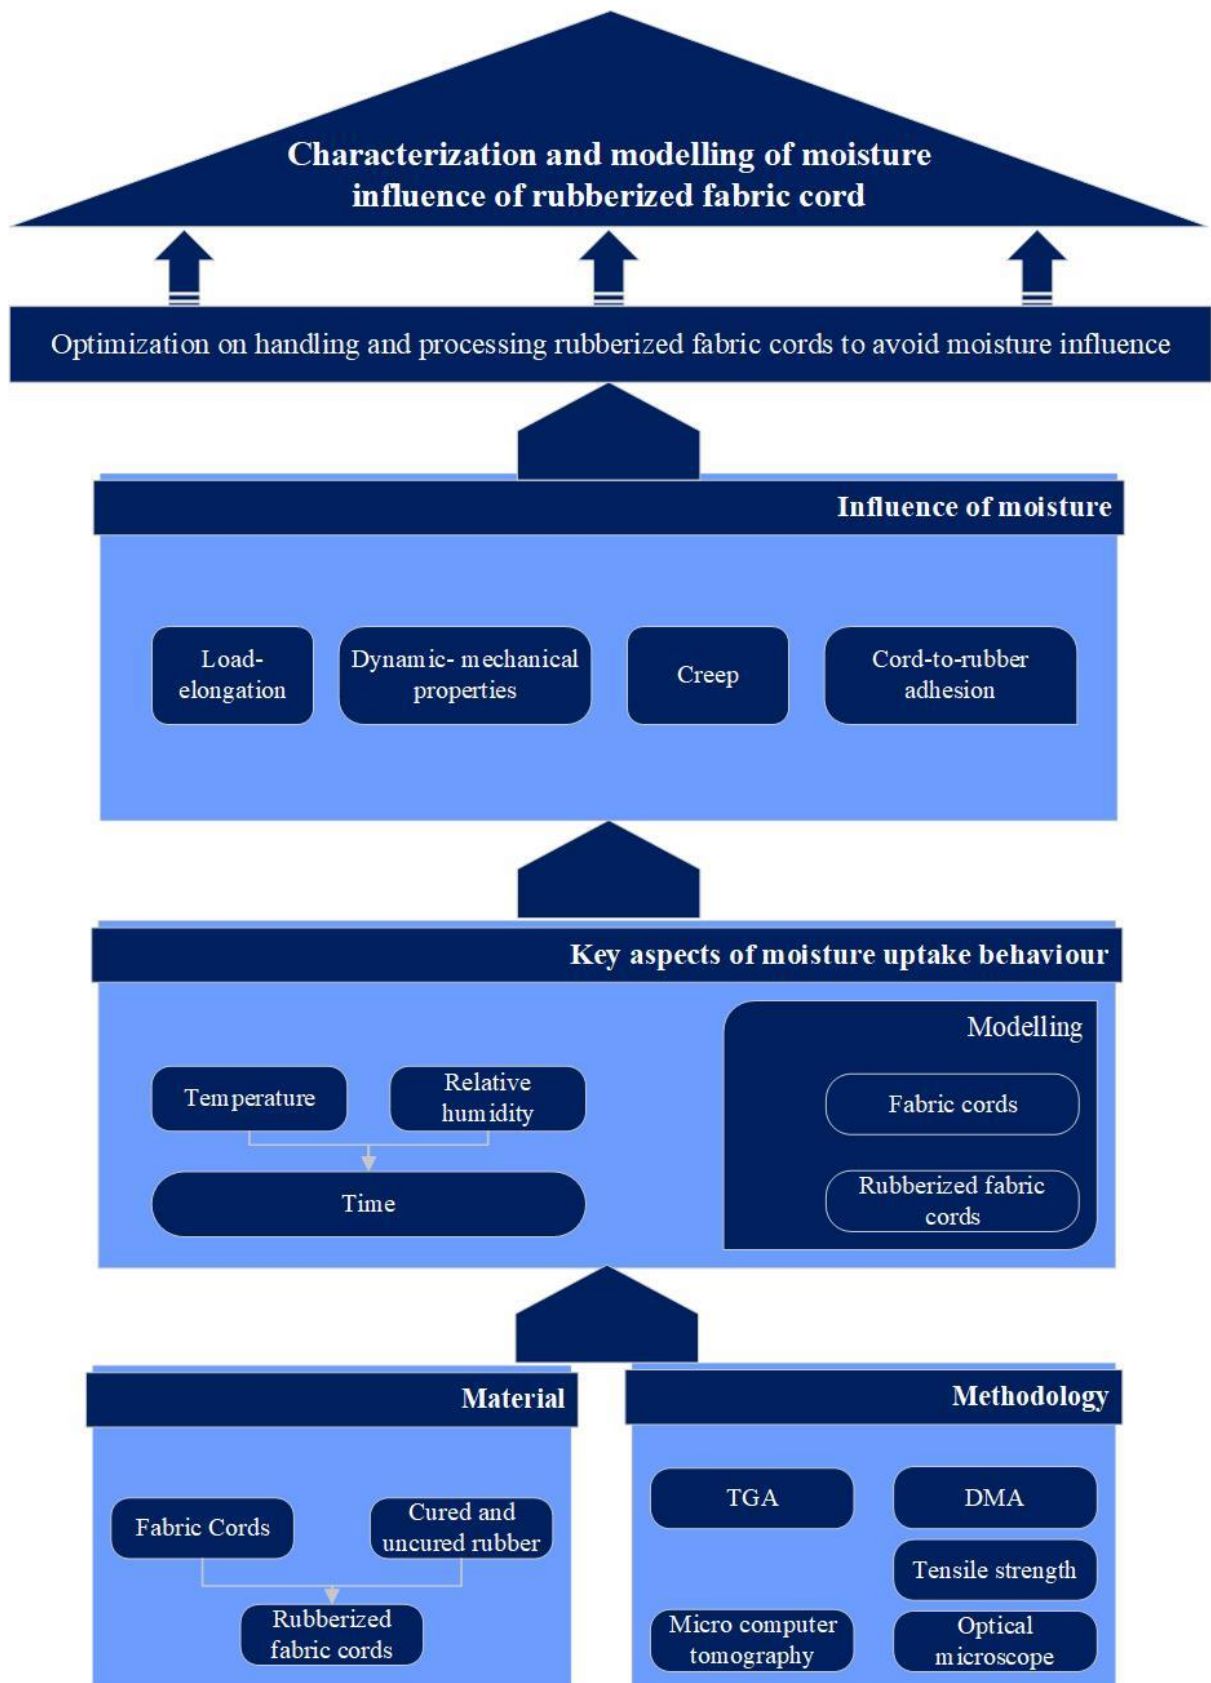 Characterization and modelling of moisture
influence of rubberized fabric cord
Optimization on handling and processing rubberized fabric cords to avoid moisture influence
Influence of moisture
Load-
elongation
Dynamic- mechanical
properties
Creep
Cord-to-rubber
adhesion
Key aspects of moisture uptake behaviour
Temperature
Relative
humidity
Time
Modelling
Fabric cords
Rubberized fabric
cords
Material
Fabric Cords
Cured and
uncured rubber
Rubberized
fabric cords
Methodology
TGA
DMA
Tensile strength
Micro computer
tomography
Optical
microscope